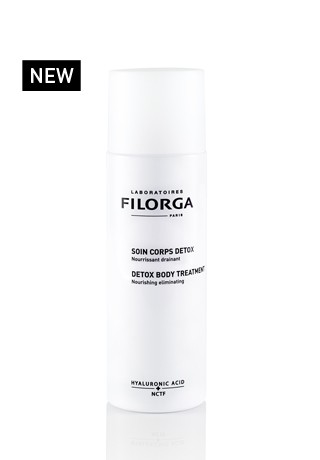 NEW
LABORATOIRES
FILORGA
PARIS
SOIN CORPS DETOX
Nourrissant drainant
DETOX BODY TREATMENT
Nourishing eliminating
HYALURONIC ACID
+
NCTF